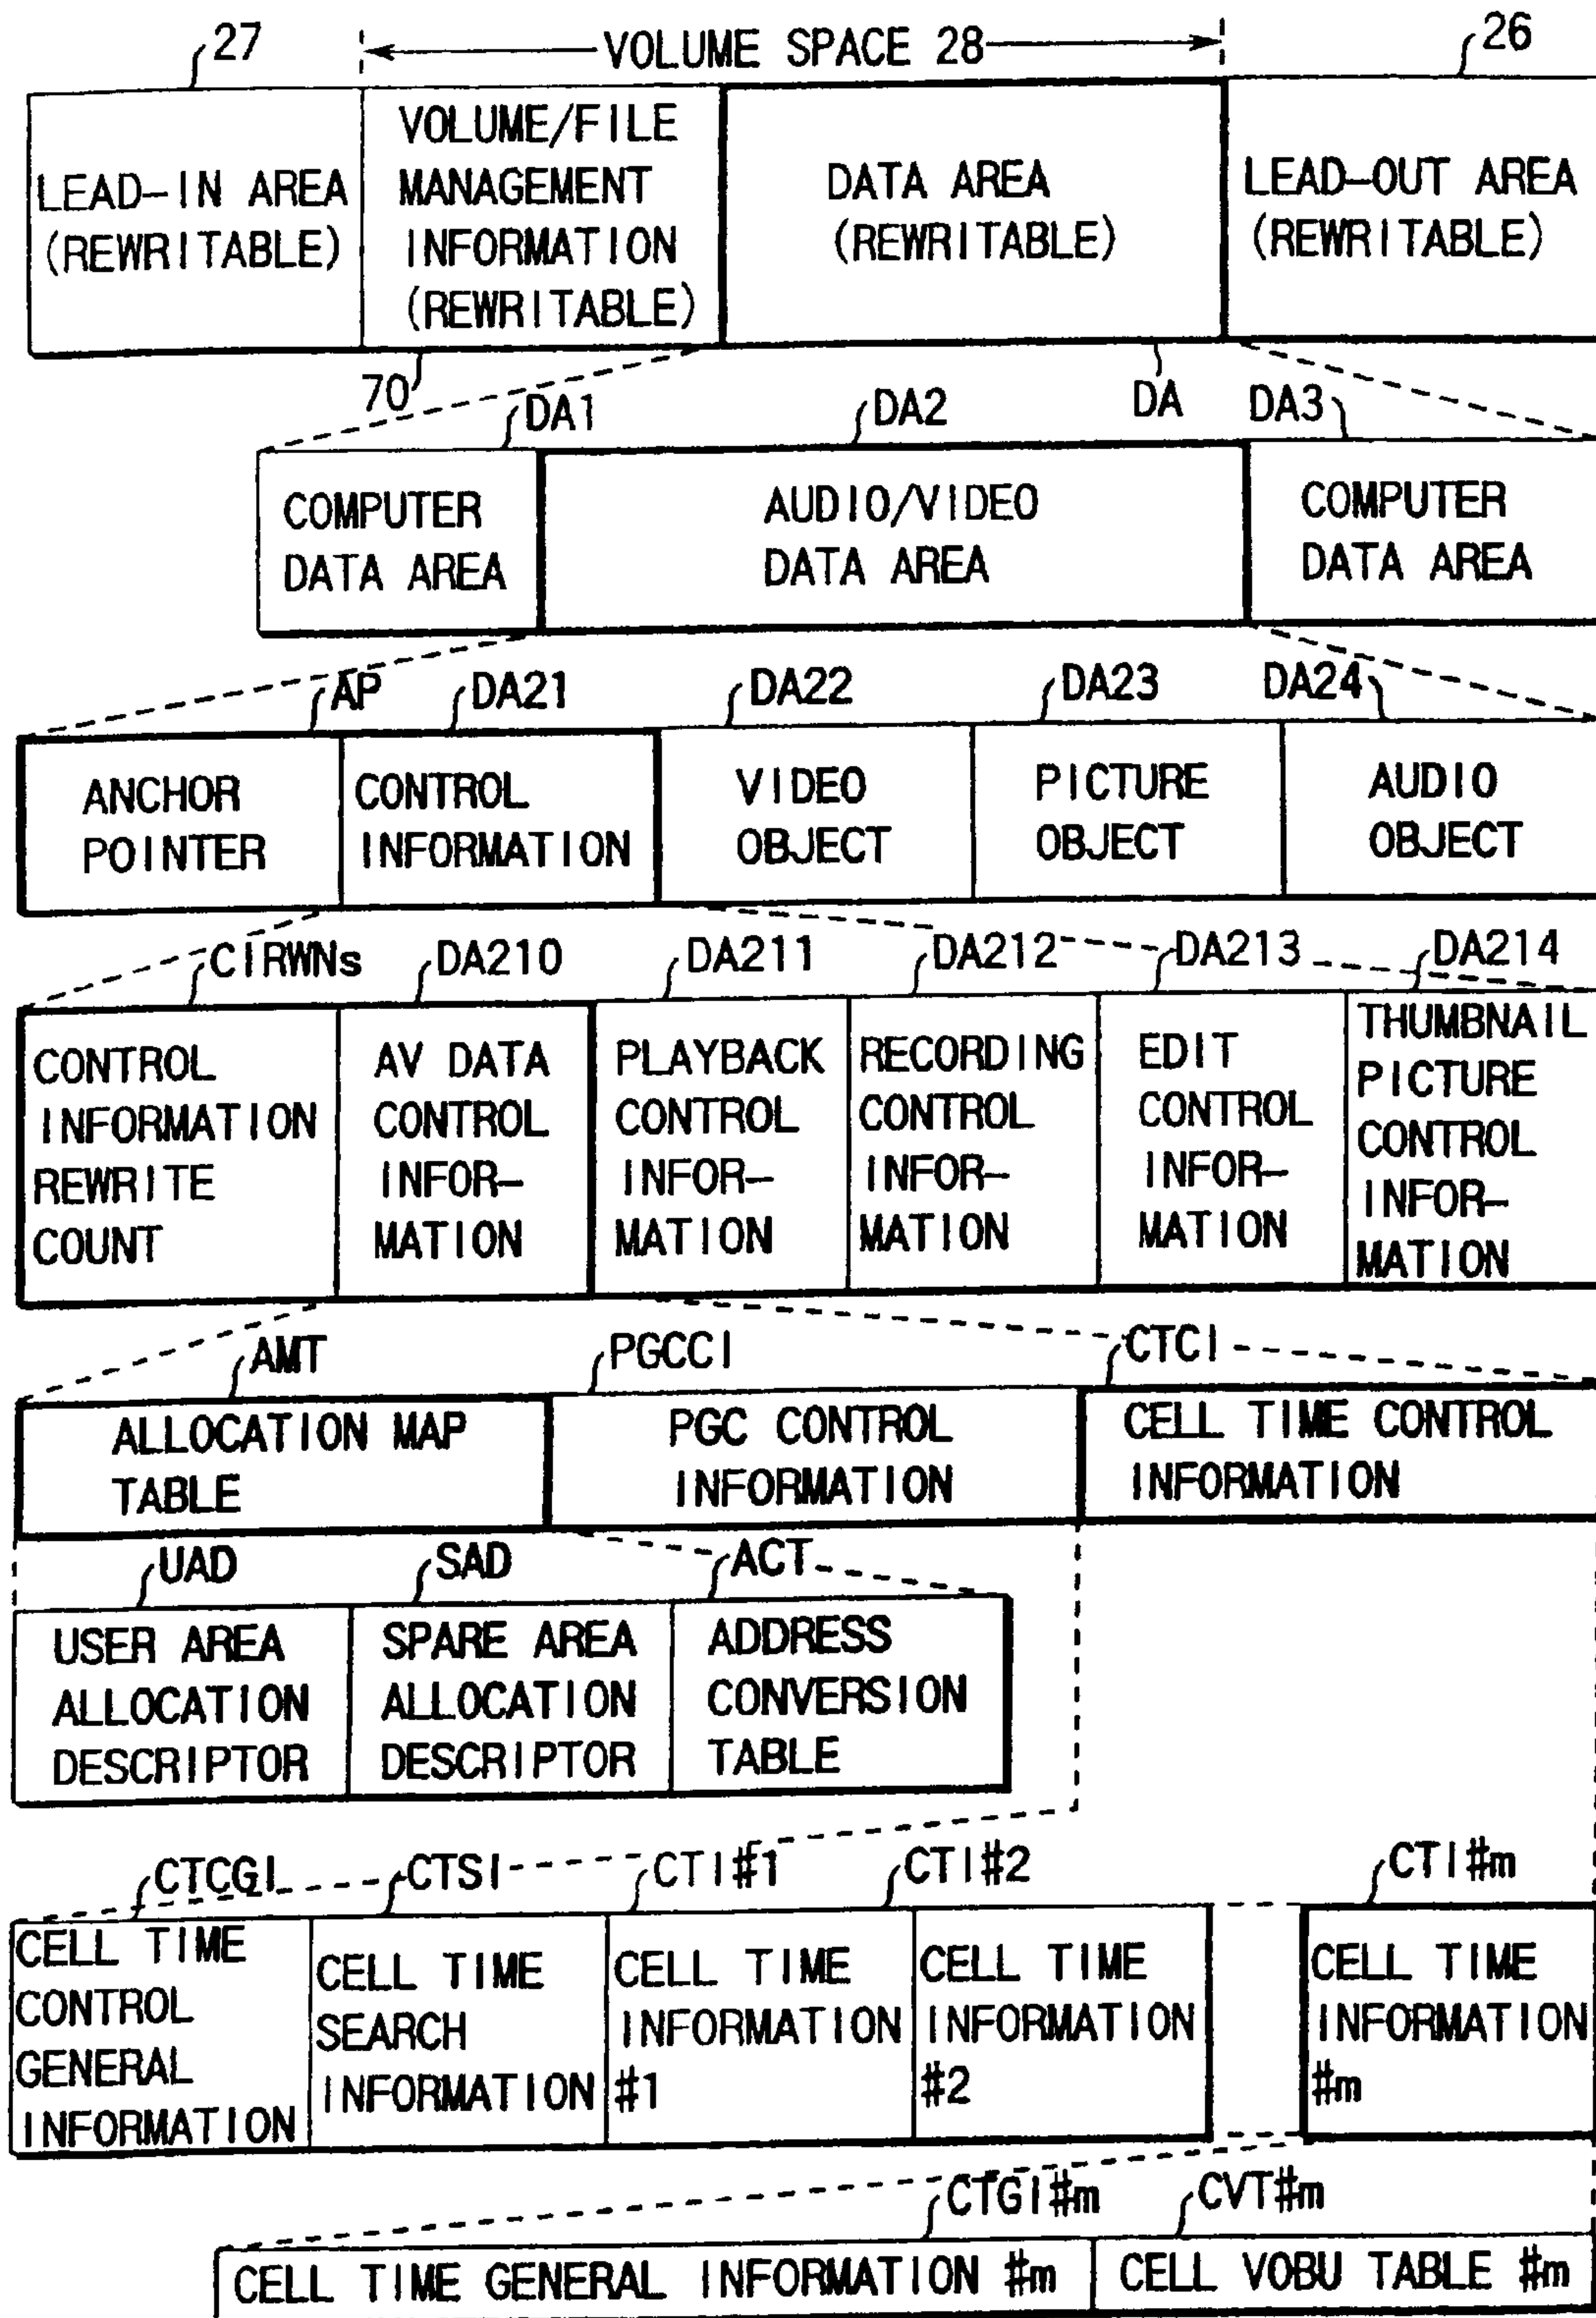 27
VOLUME SPACE 28
26
LEAD-IN AREA
(REWRITABLE)
VOLUME/FILE
MANAGEMENT
INFORMATION
(REWRITABLE)
DATA AREA
(REWRITABLE)
LEAD-OUT AREA
(REWRITABLE)
70
DA1
DA2
DA
DA3
COMPUTER
DATA AREA
AUDIO/VIDEO
DATA AREA
COMPUTER
DATA AREA
AP
DA21
DA22
DA23
DA24
ANCHOR
POINTER
CONTROL
INFORMATION
VIDEO
OBJECT
PICTURE
OBJECT
AUDIO
OBJECT
CIRWNs
DA210
DA211
DA212
DA213
DA214
CONTROL
INFORMATION
REWRITE
COUNT
AV DATA
CONTROL
INFOR-
MATION
PLAYBACK
CONTROL
INFOR-
MATION
RECORDING
CONTROL
INFOR-
MATION
EDIT
CONTROL
INFOR-
MATION
THUMBNAIL
PICTURE
CONTROL
INFOR-
MATION
AMT
PGCCI
CTCI
ALLOCATION MAP
TABLE
PGC CONTROL
INFORMATION
CELL TIME CONTROL
INFORMATION
UAD
SAD
ACT
USER AREA
ALLOCATION
DESCRIPTOR
SPARE AREA
ALLOCATION
DESCRIPTOR
ADDRESS
CONVERSION
TABLE
CTCGI
CTSI
CTI#1
CTI#2
CTI#m
CELL TIME
CONTROL
GENERAL
INFORMATION
CELL TIME
SEARCH
INFORMATION
CELL TIME
INFORMATION
#1
CELL TIME
INFORMATION
#2
CELL TIME
INFORMATION
#m
CTGI#m
CVT#m
CELL TIME GENERAL INFORMATION #m
CELL VOBU TABLE #m